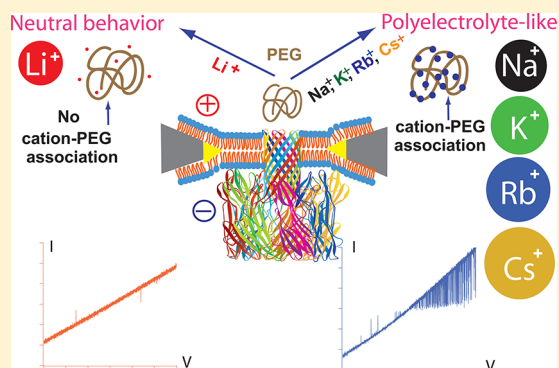 Neutral behavior
Polyelectrolyte-like
Li⁺
PEG
Li⁺
Na⁺, K⁺, Rb⁺, Cs⁺
Na⁺
No
cation-PEG
association
cation-PEG
association
K⁺
Rb⁺
Cs⁺
+
−
I
V
I
V